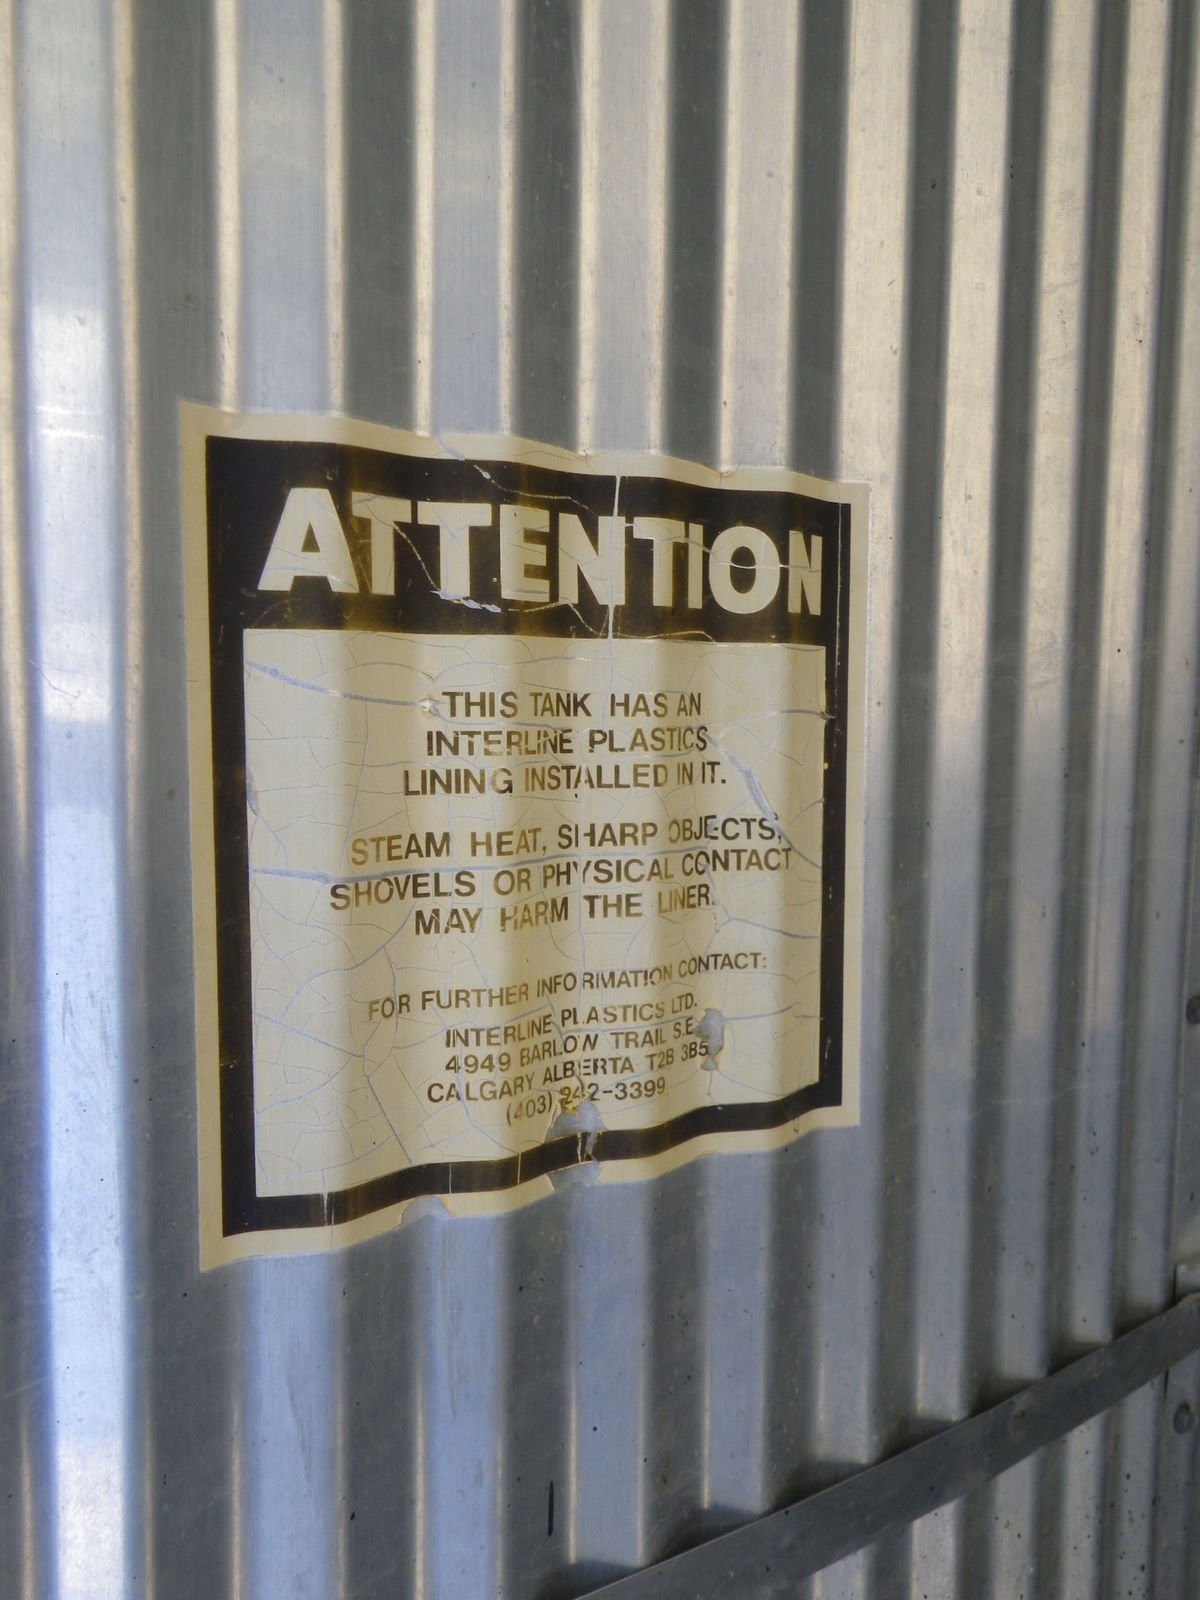 ATTENTION
THIS TANK HAS AN
INTERLINE PLASTICS
LINING INSTALLED IN IT.
STEAM HEAT, SHARP OBJECTS,
SHOVELS OR PHYSICAL CONTACT
MAY HARM THE LINER.
FOR FURTHER INFORMATION CONTACT:
INTERLINE PLASTICS LTD.
4949 BARLOW TRAIL S.E.
CALGARY ALBERTA T2B 3B5
(403) 242-3399